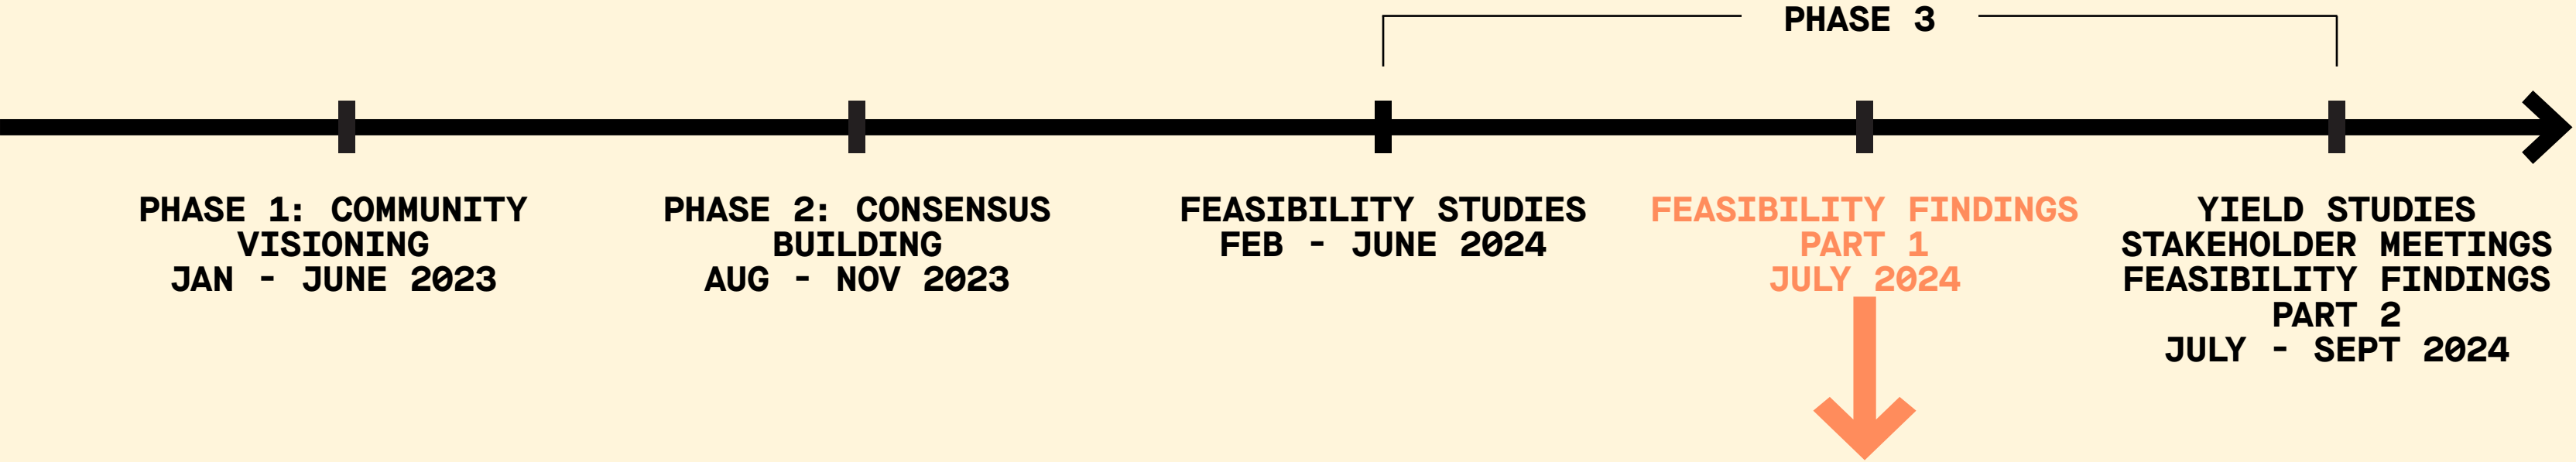 PHASE 3
PHASE 1: COMMUNITY
VISIONING
JAN - JUNE 2023
PHASE 2: CONSENSUS
BUILDING
AUG - NOV 2023
FEASIBILITY STUDIES
FEB - JUNE 2024
FEASIBILITY FINDINGS
PART 1
JULY 2024
YIELD STUDIES
STAKEHOLDER MEETINGS
FEASIBILITY FINDINGS
PART 2
JULY - SEPT 2024